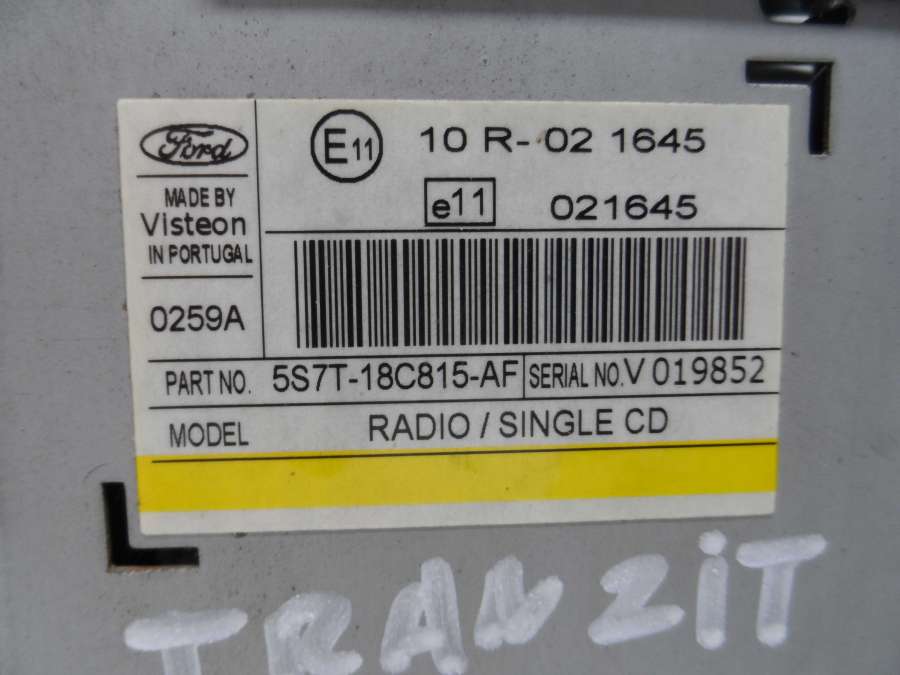 Ford
MADE BY
Visteon
IN PORTUGAL
0259A
E11 10 R- 02 1645
e11 021645
PART NO. 5S7T-18C815-AF SERIAL NO. V 019852
MODEL RADIO / SINGLE CD
TRANZiT